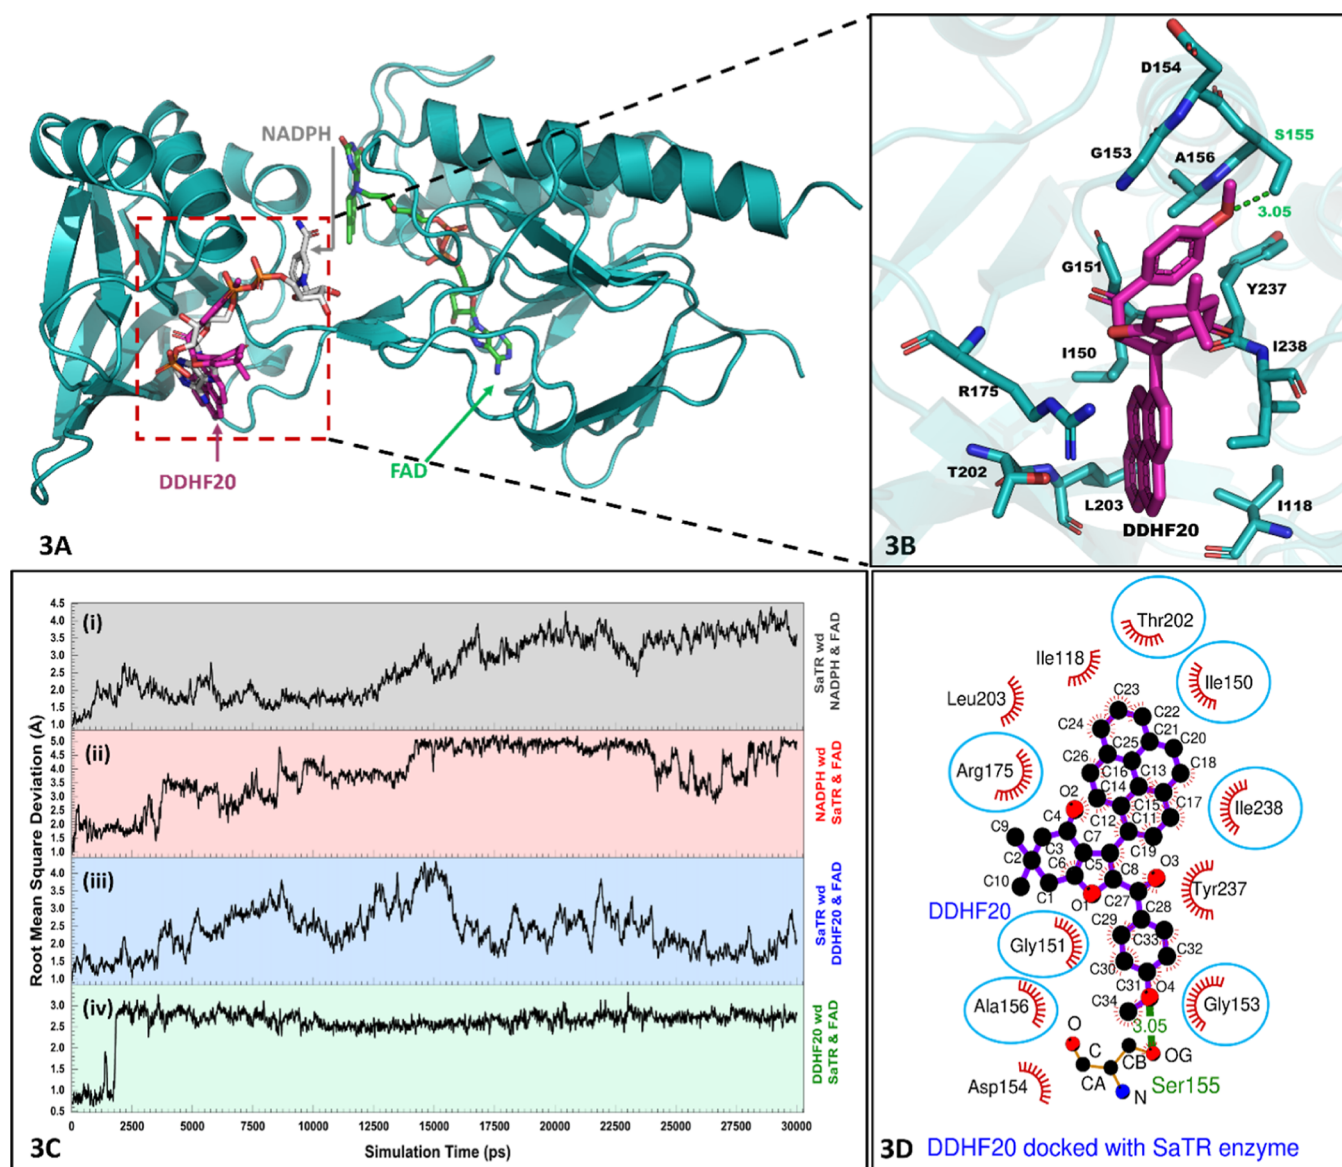 NADPH
FAD
DDHF20
3A
D154
S155
G153
A156
3.05
G151
Y237
I150
I238
R175
T202
L203
I118
DDHF20
3B
Root Mean Square Deviation (Å)
(i)
4.5
4.0
3.5
3.0
2.5
2.0
1.5
1.0
SaTR wd
NADPH & FAD
(ii)
5.0
4.5
4.0
3.5
3.0
2.5
2.0
1.5
1.0
NADPH wd
SaTR & FAD
(iii)
4.0
3.5
3.0
2.5
2.0
1.5
1.0
SaTR wd
DDHF20 & FAD
(iv)
3.0
2.5
2.0
1.5
1.0
0.5
DDHF20 wd
SaTR & FAD
0 2500 5000 7500 10000 12500 15000 17500 20000 22500 25000 27500 30000
3C
Simulation Time (ps)
Thr202
Ile118
Ile150
Leu203
C23
C22
C24
C21
C20
C26
C25
Arg175
C16
C13
C18
C14
O2
C15
C17
Ile238
C4
C12
C11
C9
C3
C7
C19
C2
C5
C6
C8
O3
C10
C1
O1
C27
C28
Tyr237
DDHF20
C29
C33
C32
Gly151
C30
C31
O4
C34
Ala156
Gly153
3.05
O
C
CB
OG
CA
N
Ser155
Asp154
3D
DDHF20 docked with SaTR enzyme